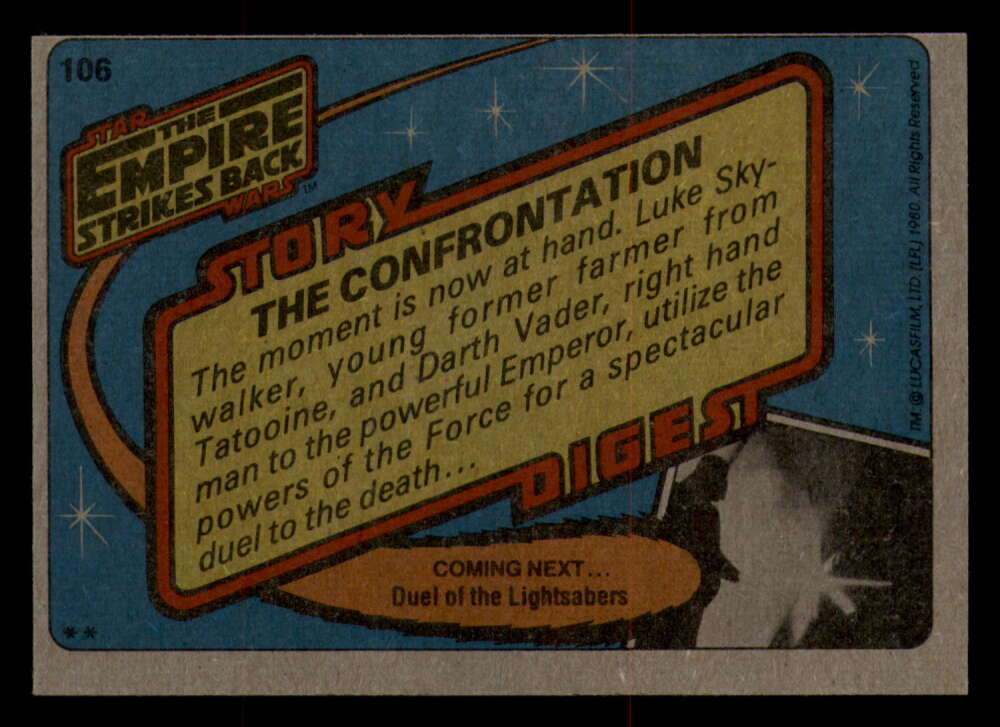 106
STAR
THE
EMPIRE
STRIKES BACK
WARS™
STORY
THE CONFRONTATION
The moment is now at hand. Luke Sky-
walker, young former farmer from
Tatooine, and Darth Vader, right hand
man to the powerful Emperor, utilize the
powers of the Force for a spectacular
duel to the death...
DIGEST
COMING NEXT...
Duel of the Lightsabers
**
TM: © LUCASFILM, LTD. (LFL) 1980. All Rights Reserved